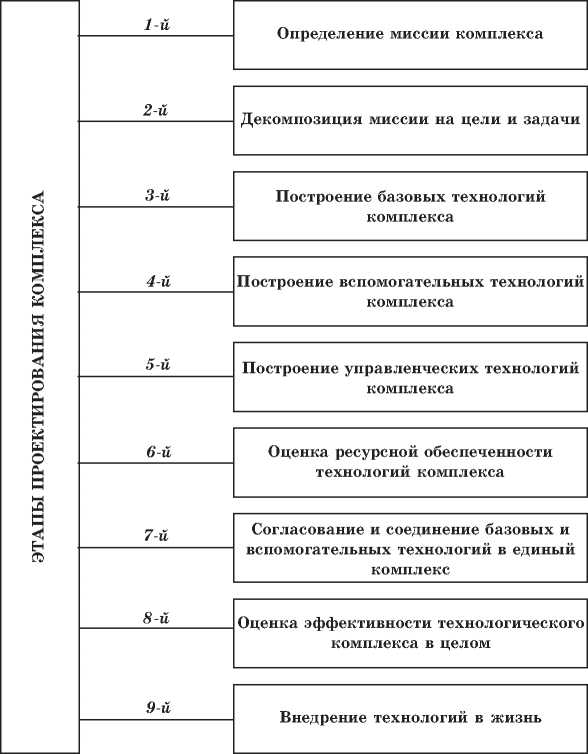 ЭТАПЫ ПРОЕКТИРОВАНИЯ КОМПЛЕКСА
1-й
Определение миссии комплекса
2-й
Декомпозиция миссии на цели и задачи
3-й
Построение базовых технологий
комплекса
4-й
Построение вспомогательных технологий
комплекса
5-й
Построение управленческих технологий
комплекса
6-й
Оценка ресурсной обеспеченности
технологий комплекса
7-й
Согласование и соединение базовых и
вспомогательных технологий в единый
комплекс
8-й
Оценка эффективности технологического
комплекса в целом
9-й
Внедрение технологий в жизнь